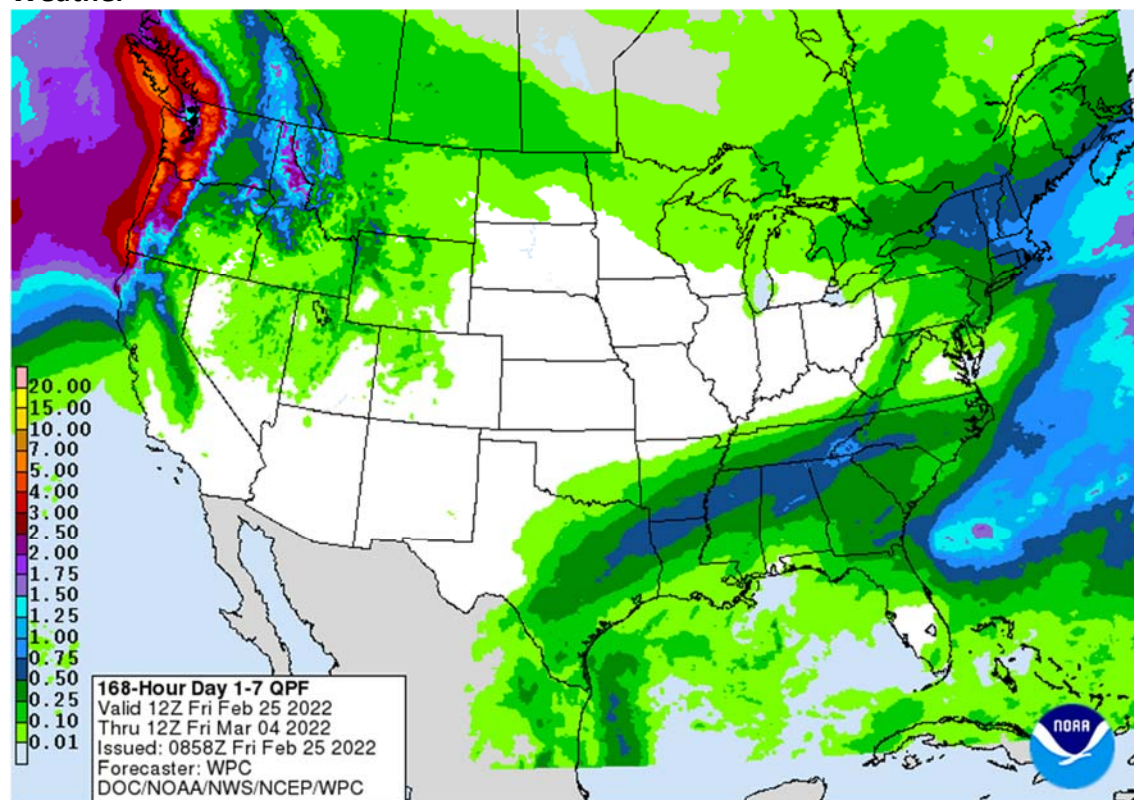 Weather
20.00
15.00
10.00
7.00
5.00
4.00
3.00
2.50
2.00
1.75
1.50
1.25
1.00
0.75
0.50
0.25
0.10
0.01
168-Hour Day 1-7 QPF
Valid 12Z Fri Feb 25 2022
Thru 12Z Fri Mar 04 2022
Issued: 0858Z Fri Feb 25 2022
Forecaster: WPC
DOC/NOAA/NWS/NCEP/WPC
NOAA